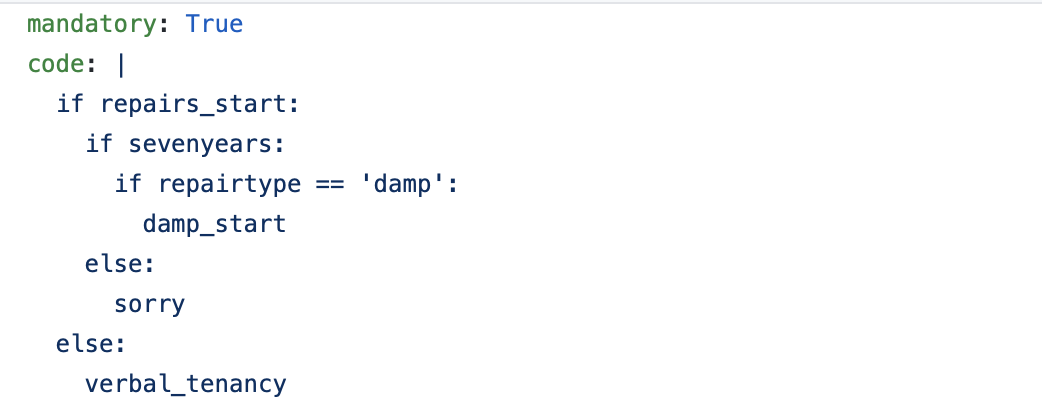 mandatory: True
code: |
  if repairs_start:
    if sevenyears:
      if repairtype == 'damp':
        damp_start
    else:
      sorry
  else:
    verbal_tenancy